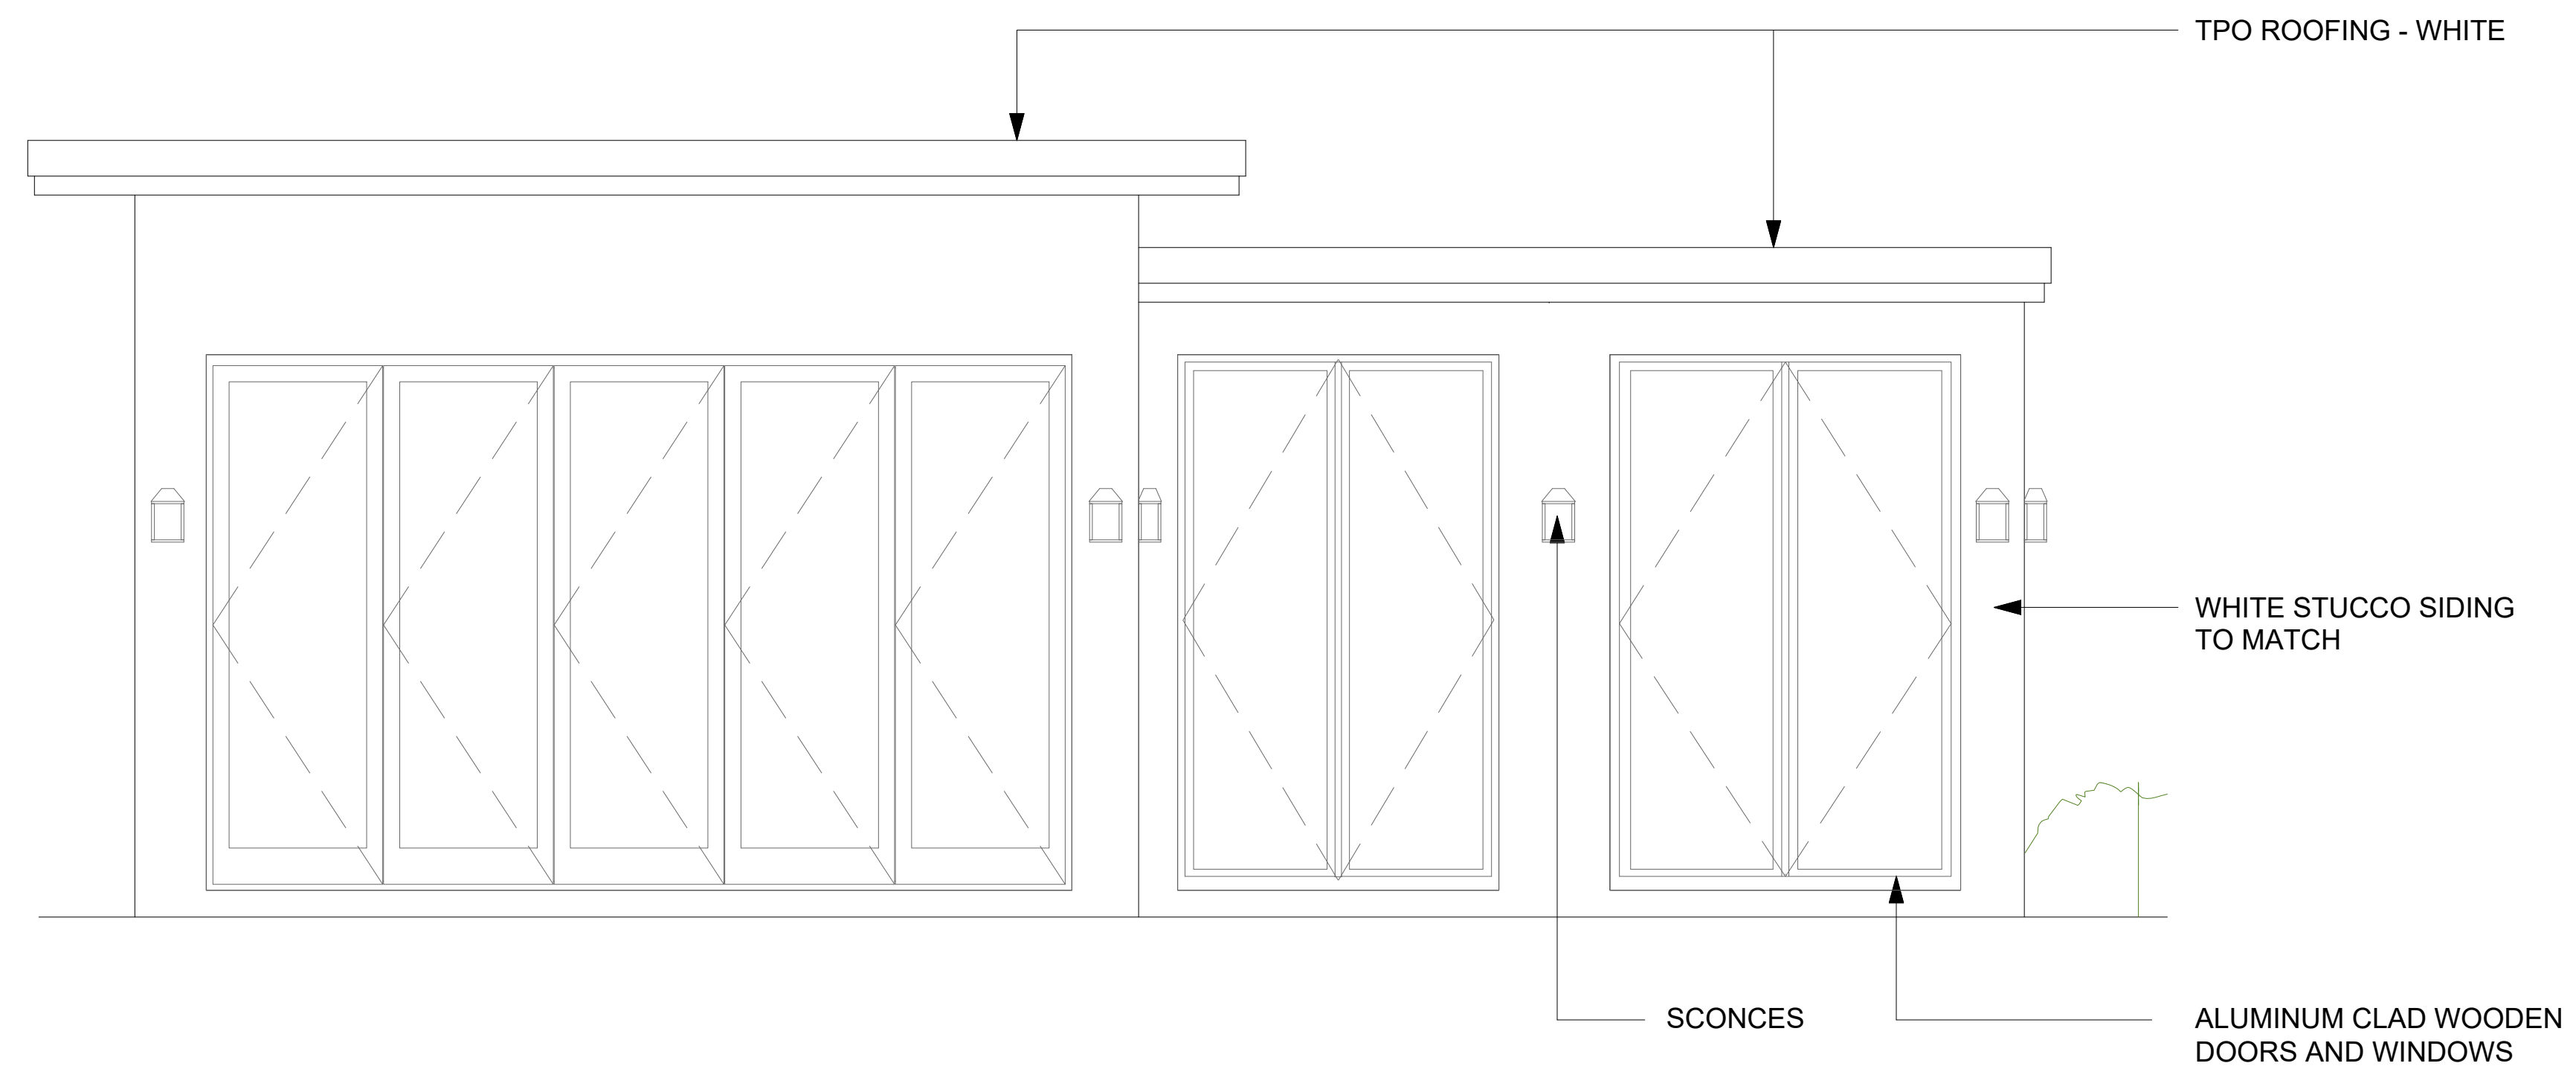 TPO ROOFING - WHITE
WHITE STUCCO SIDING
TO MATCH
SCONCES
ALUMINUM CLAD WOODEN
DOORS AND WINDOWS